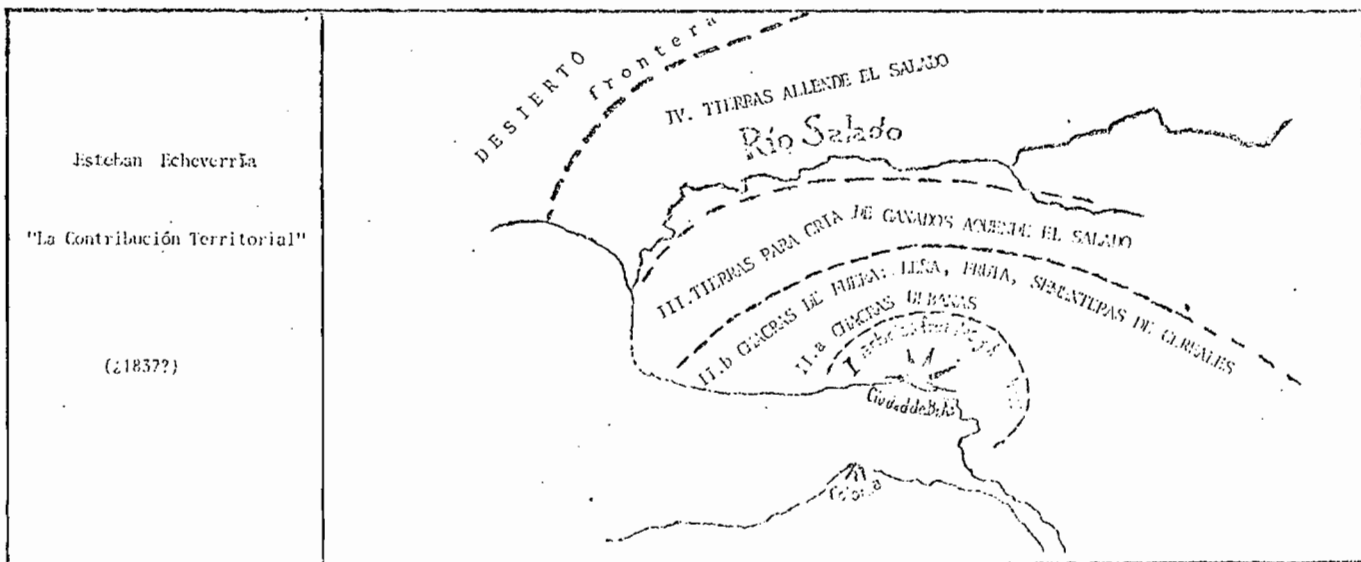 Esteban Echeverría
"La Contribución Territorial"
(¿1837?)
DESIERTO
frontera
IV. TIERRAS ALLENDE EL SALADO
Río Salado
III. TIERRAS PARA CRIA DE GANADOS AQUENDE EL SALADO
II.b CHACRAS DE FUERA: LEÑA, FRUTA, SEMENTERAS DE CEREALES
II.a CHACRAS URBANAS
I
Ciudad de BsAs
Colonia